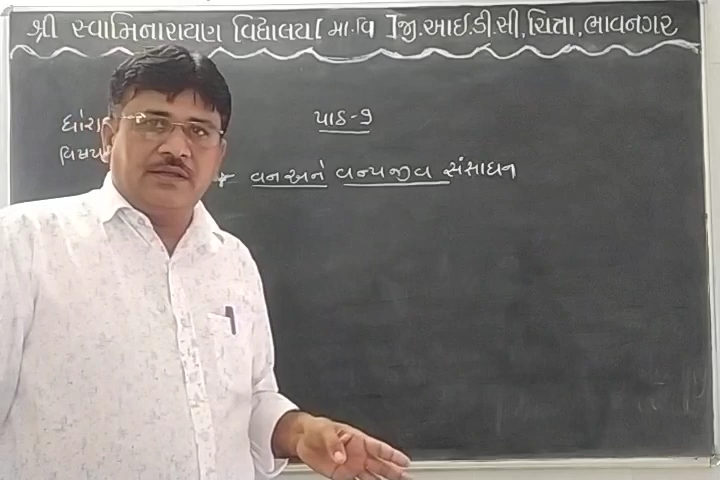 શ્રી સ્વામિનારાયણ વિદ્યાલય [ મા.વિ ] જી.આઈ.ડી.સી, ચિત્રા, ભાવનગર
પાઠ-૭
વન અને વન્યજીવ સંસાધન